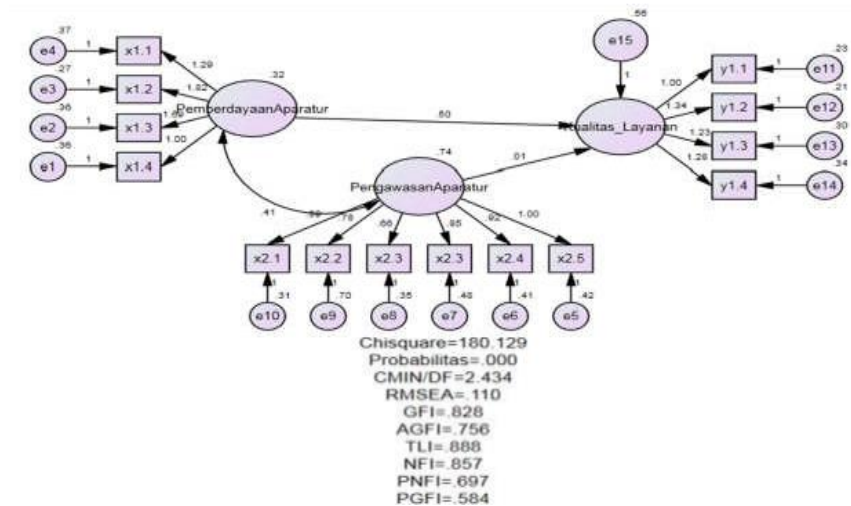 .56
.37
e4 1 x1.1
1.29
.32
e15
.23
.27
e3 1 x1.2
1.82
PemberdayaanAparatur
1
1.00
y1.1 1 e11
.21
.36
e2 1 x1.3
.60
Kualitas_Layanan
1.34
y1.2 1 e12
.30
.36
e1 1 x1.4
1.00
.74
.01
1.23
y1.3 1 e13
.34
1.28
y1.4 1 e14
PengawasanAparatur
.41
.78
.66
.95
.92
1.00
x2.1 x2.2 x2.3 x2.3 x2.4 x2.5
1 1 1 1 1 1
.31 .70 .35 .48 .41 .42
e10 e9 e8 e7 e6 e5
Chisquare=180.129
Probabilitas=.000
CMIN/DF=2.434
RMSEA=.110
GFI=.828
AGFI=.756
TLI=.888
NFI=.857
PNFI=.697
PGFI=.584